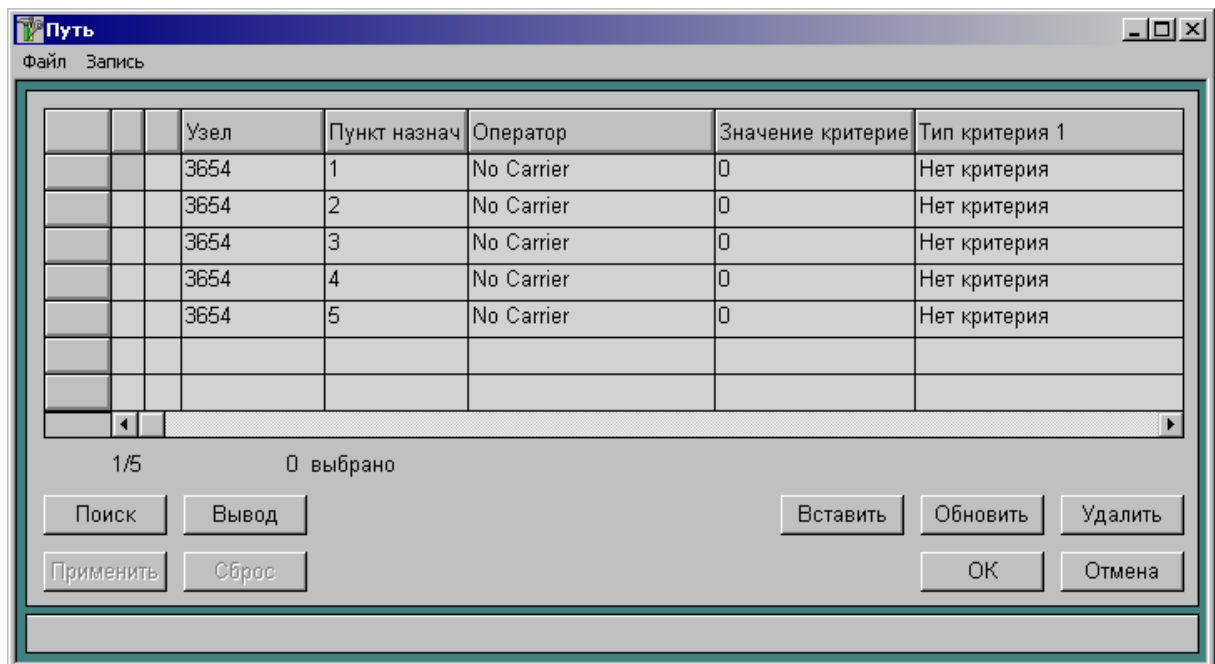 Путь
Файл Запись
Узел Пункт назнач Оператор Значение критерие Тип критерия 1
3654 1 No Carrier 0 Нет критерия
3654 2 No Carrier 0 Нет критерия
3654 3 No Carrier 0 Нет критерия
3654 4 No Carrier 0 Нет критерия
3654 5 No Carrier 0 Нет критерия
1/5 0 выбрано
Поиск Вывод Вставить Обновить Удалить
Применить Сброс ОК Отмена